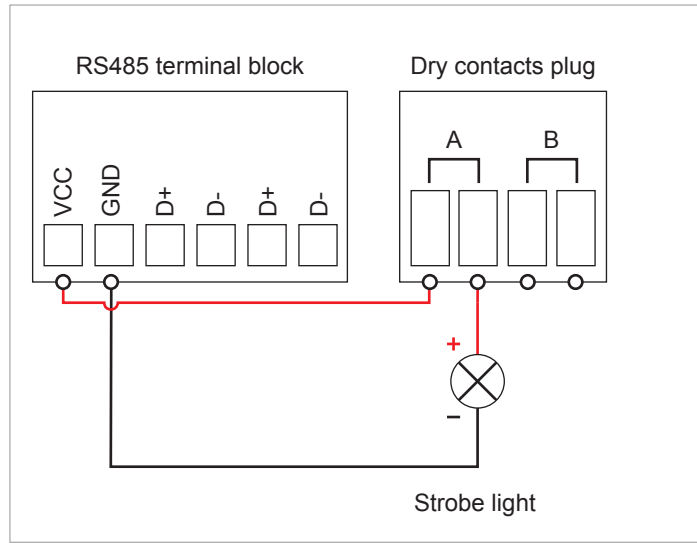 RS485 terminal block
Dry contacts plug
VCC
GND
D+
D-
D+
D-
A
B
+
−
Strobe light